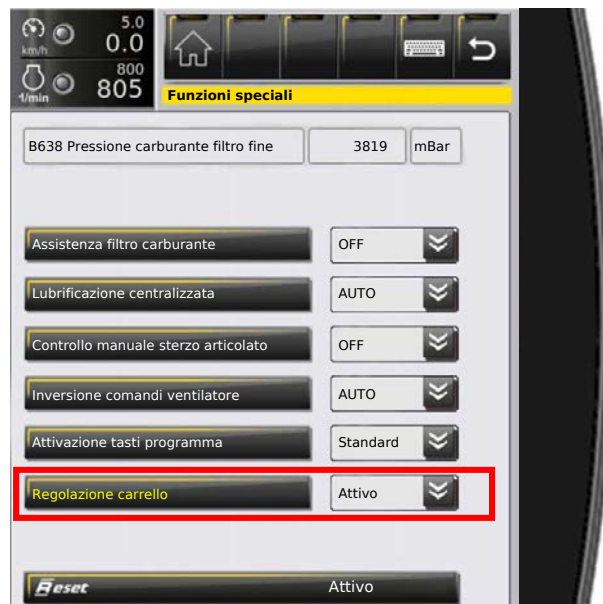 5.0
km/h 0.0
800
1/min 805
Funzioni speciali
B638 Pressione carburante filtro fine 3819 mBar
Assistenza filtro carburante OFF
Lubrificazione centralizzata AUTO
Controllo manuale sterzo articolato OFF
Inversione comandi ventilatore AUTO
Attivazione tasti programma Standard
Regolazione carrello Attivo
Reset Attivo